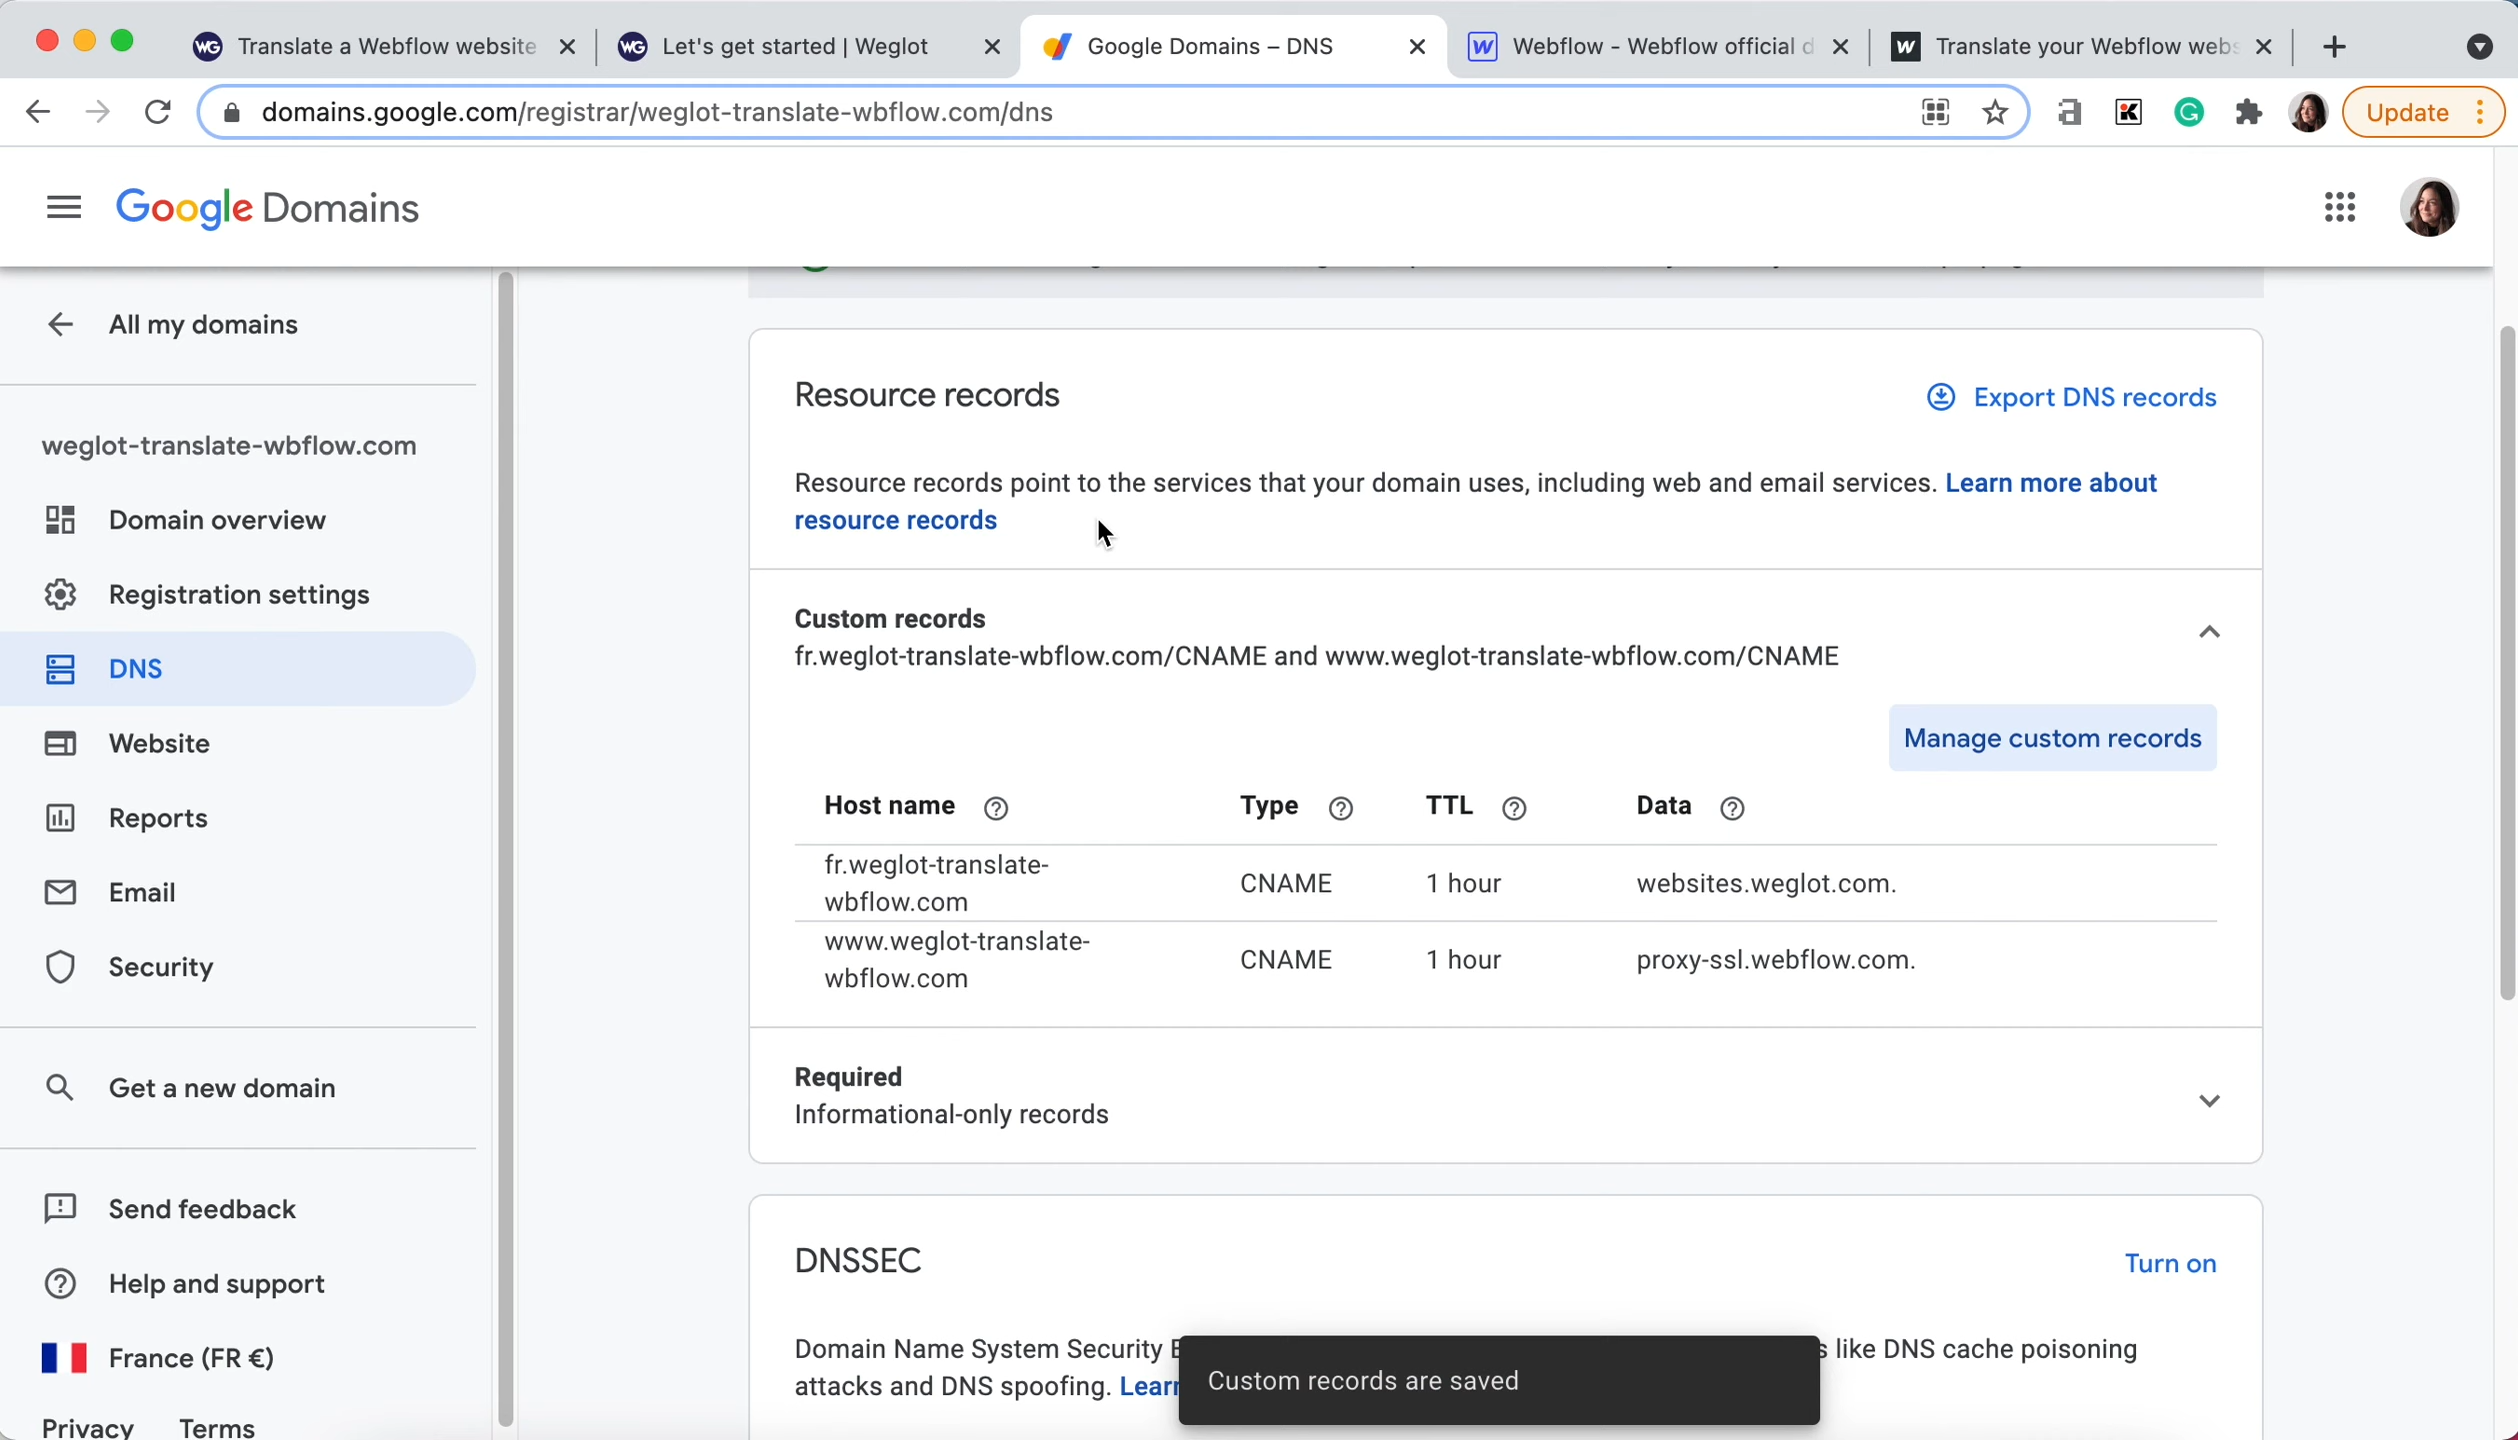 WG Translate a Webflow website
WG Let's get started | Weglot
Google Domains – DNS
W Webflow - Webflow official d
W Translate your Webflow webs
domains.google.com/registrar/weglot-translate-wbflow.com/dns
Update
Google Domains
All my domains
weglot-translate-wbflow.com
Domain overview
Registration settings
DNS
Website
Reports
Email
Security
Get a new domain
Send feedback
Help and support
France (FR €)
Privacy Terms
Resource records
Export DNS records
Resource records point to the services that your domain uses, including web and email services. Learn more about
resource records
Custom records
fr.weglot-translate-wbflow.com/CNAME and www.weglot-translate-wbflow.com/CNAME
Manage custom records
Host name Type TTL Data
fr.weglot-translate-
wbflow.com
CNAME 1 hour websites.weglot.com.
www.weglot-translate-
wbflow.com
CNAME 1 hour proxy-ssl.webflow.com.
Required
Informational-only records
DNSSEC
Turn on
Domain Name System Security E
s like DNS cache poisoning
attacks and DNS spoofing. Learn
Custom records are saved